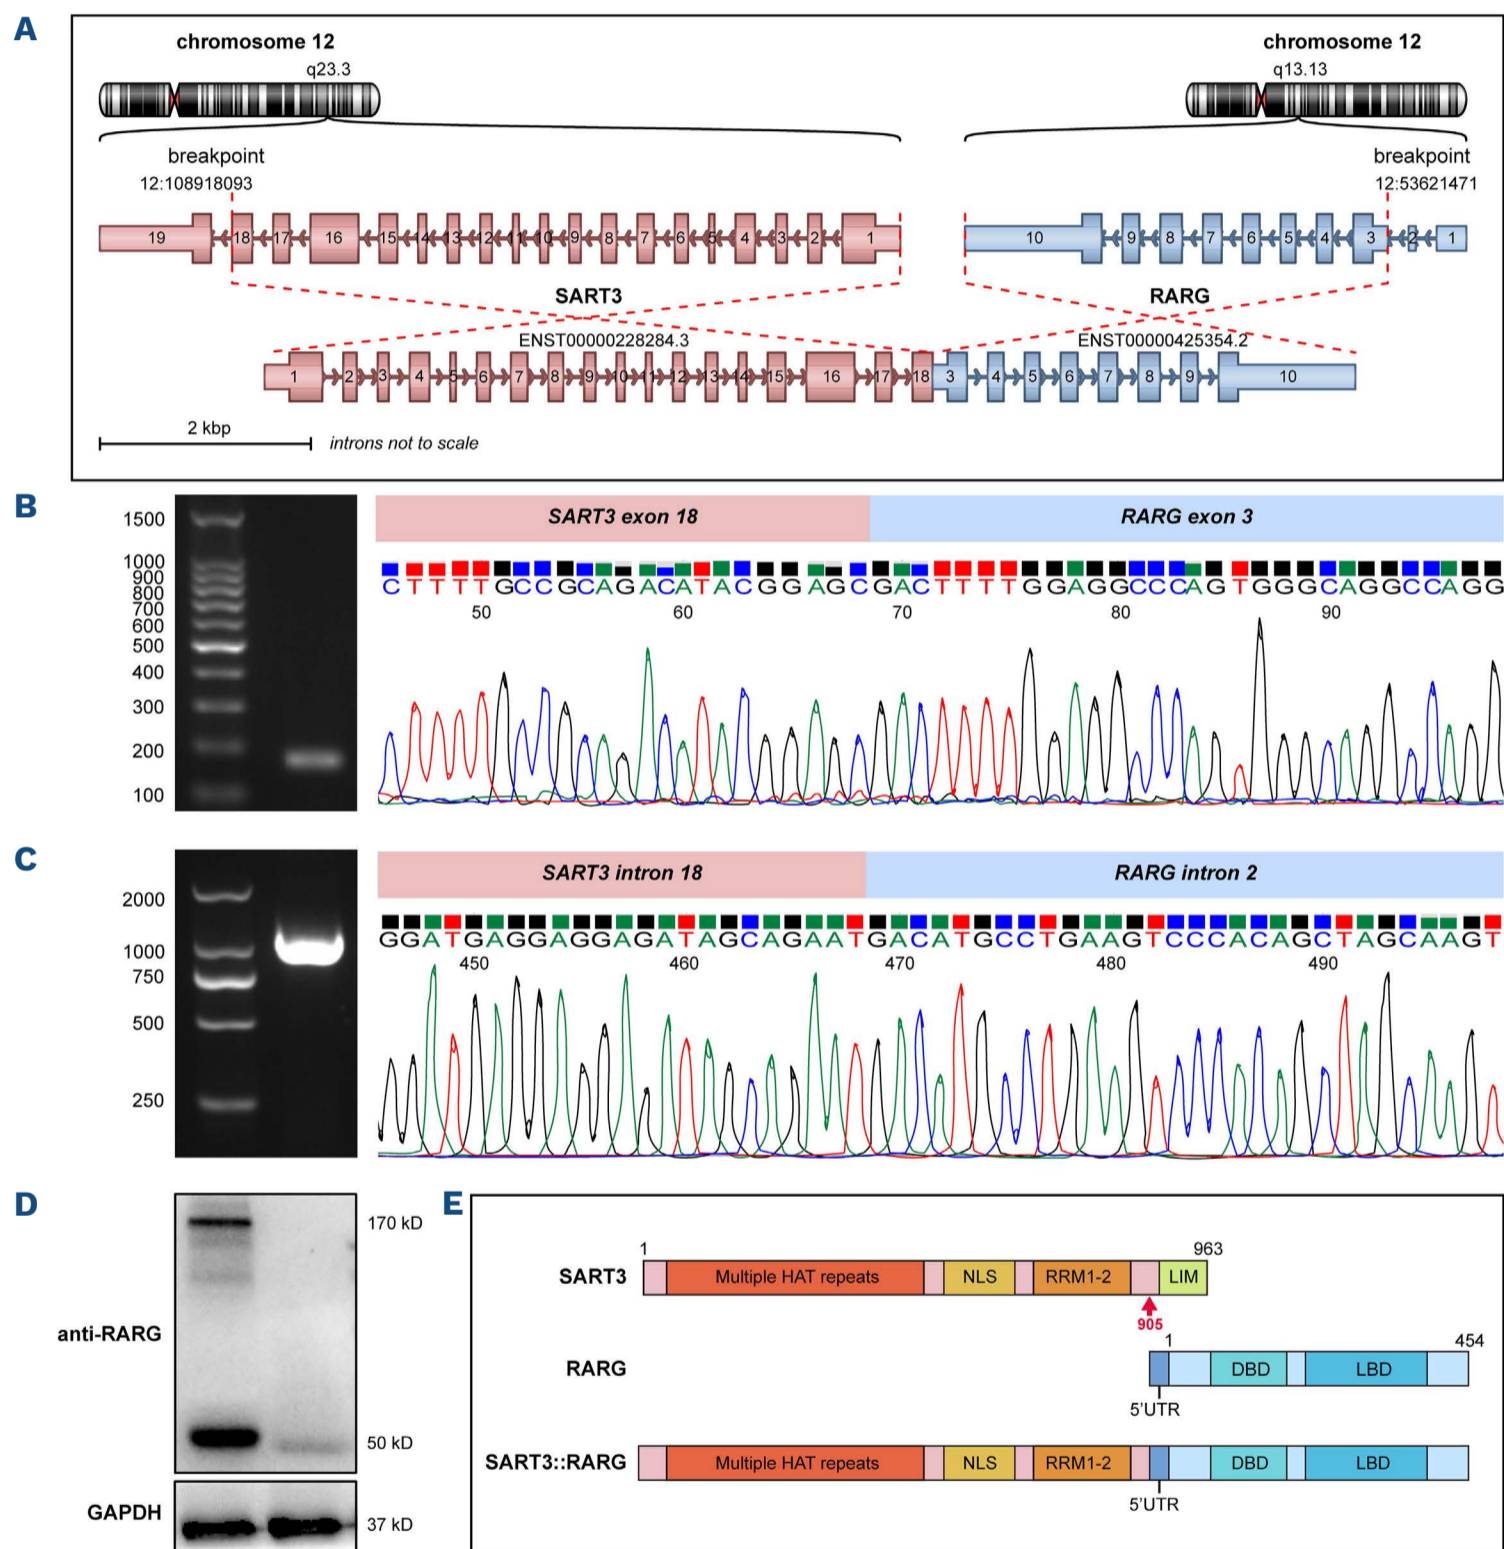 A
chromosome 12
q23.3
chromosome 12
q13.13
breakpoint
12:108918093
breakpoint
12:53621471
19 18 17 16 15 14 13 12 11 10 9 8 7 6 5 4 3 2 1
10 9 8 7 6 5 4 3 2 1
SART3
RARG
ENST00000228284.3
ENST00000425354.2
1 2 3 4 5 6 7 8 9 10 11 12 13 14 15 16 17 18 3 4 5 6 7 8 9 10
2 kbp
introns not to scale
B
1500
1000
900
800
700
600
500
400
300
200
100
SART3 exon 18
RARG exon 3
CTTTTGCCGCAGACATACGGAGCGACTTTTGGAGGCCCAGTGGGCAGGCCAGG
50 60 70 80 90
C
2000
1000
750
500
250
SART3 intron 18
RARG intron 2
GGATGAGGAGGAGATAGCAGAATGACATGCCTGAAGTCCCACAGCTAGCAAGT
450 460 470 480 490
D
170 kD
anti-RARG
50 kD
GAPDH
37 kD
E
1 963
SART3 Multiple HAT repeats NLS RRM1-2 LIM
905
1 454
RARG DBD LBD
5'UTR
SART3::RARG Multiple HAT repeats NLS RRM1-2 DBD LBD
5'UTR